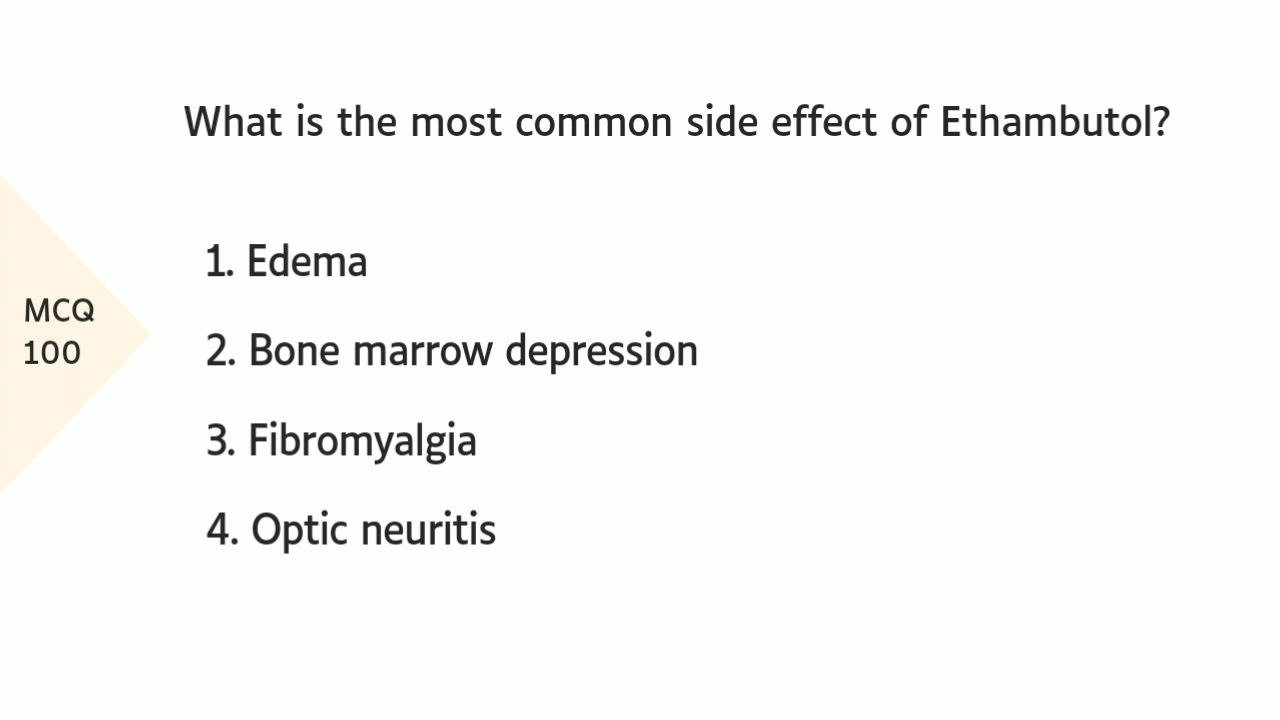 What is the most common side effect of Ethambutol?
MCQ
100
1. Edema
2. Bone marrow depression
3. Fibromyalgia
4. Optic neuritis